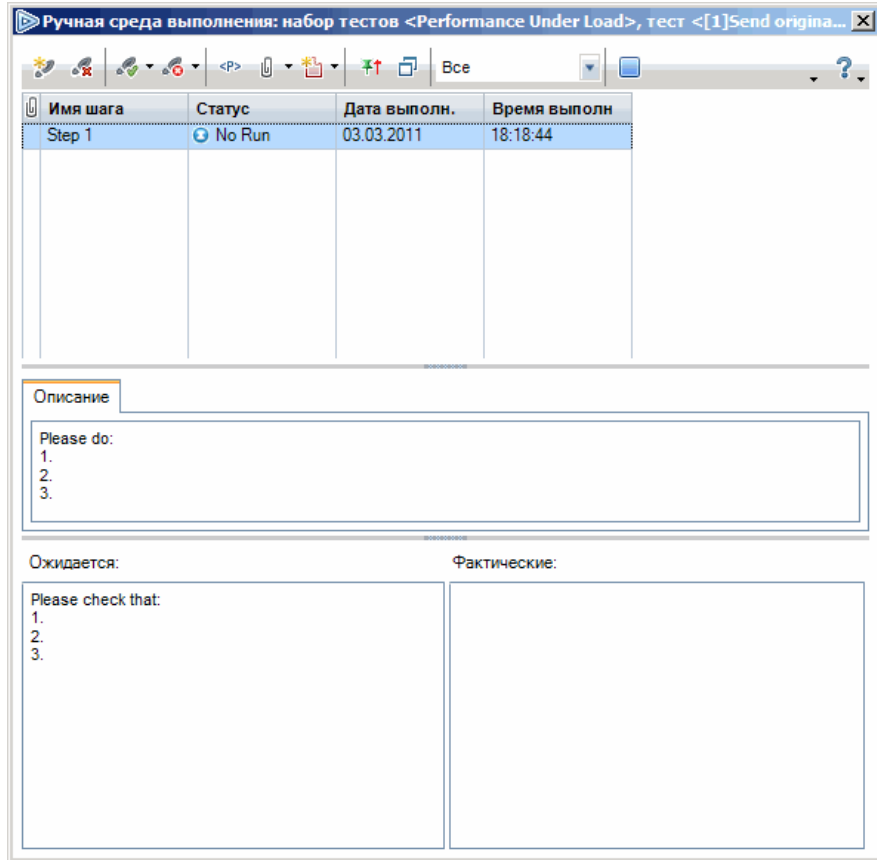 Ручная среда выполнения: набор тестов <Performance Under Load>, тест <[1]Send origina...
<P> Все ?
Имя шага Статус Дата выполн. Время выполн
Step 1 No Run 03.03.2011 18:18:44
Описание
Please do:
1.
2.
3.
Ожидается: Фактические:
Please check that:
1.
2.
3.